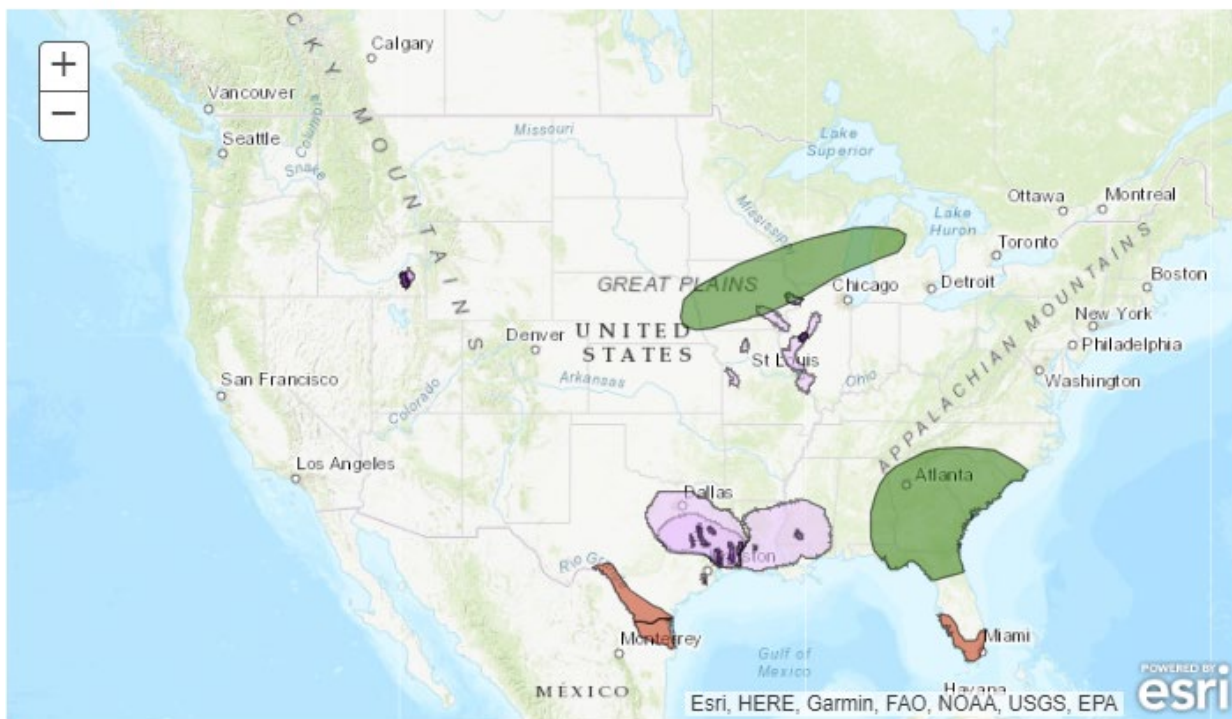 +
−
Calgary
Vancouver
Seattle
Columbia
Snake
CKY MOUNTAINS
Missouri
Lake
Superior
Mississippi
Ottawa
Montreal
Lake
Huron
Toronto
Boston
GREAT PLAINS
Chicago
Detroit
New York
Philadelphia
Washington
APPALACHIAN MOUNTAINS
Denver
UNITED
STATES
St Louis
Ohio
San Francisco
Colorado
Arkansas
Los Angeles
Dallas
Atlanta
Rio Gr
ston
Monterrey
Miami
Gulf of
Mexico
MÉXICO
Havana
Esri, HERE, Garmin, FAO, NOAA, USGS, EPA
POWERED BY
esri